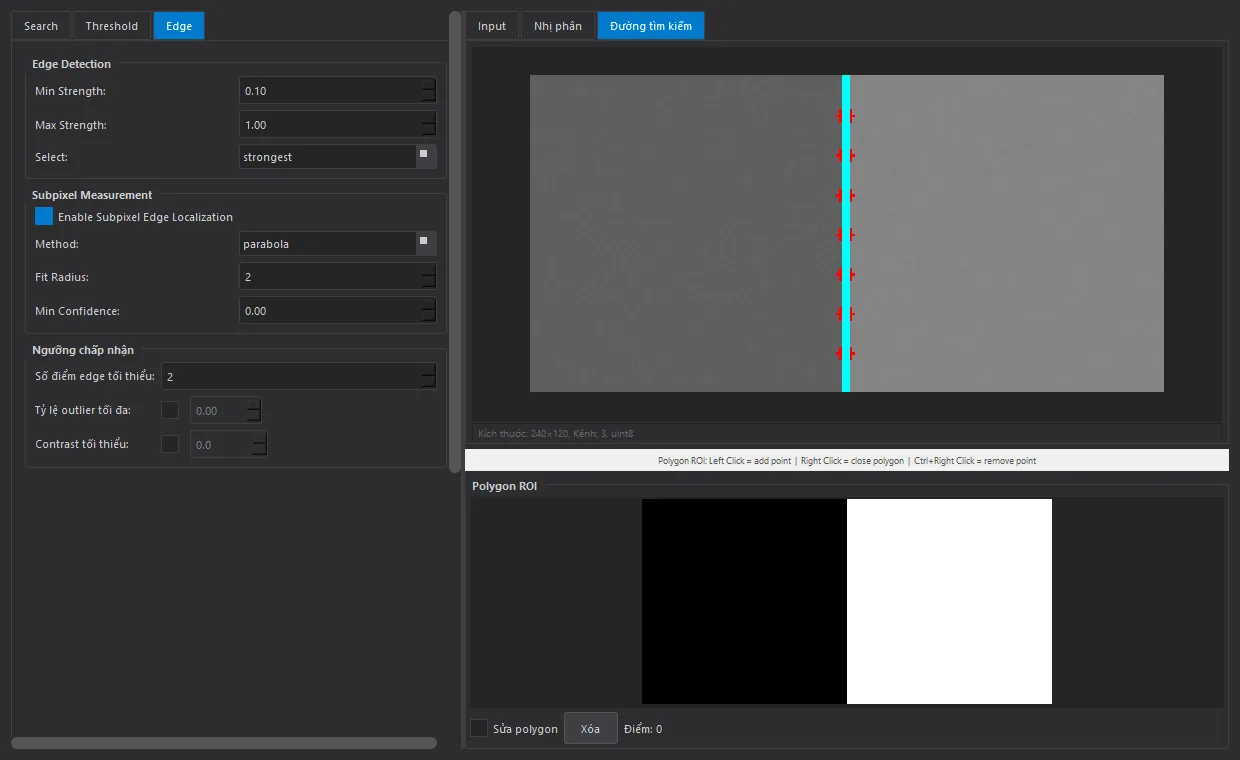 Search Threshold Edge
Edge Detection
Min Strength: 0.10
Max Strength: 1.00
Select: strongest
Subpixel Measurement
Enable Subpixel Edge Localization
Method: parabola
Fit Radius: 2
Min Confidence: 0.00
Ngưỡng chấp nhận
Số điểm edge tối thiểu: 2
Tỷ lệ outlier tối đa: 0.00
Contrast tối thiểu: 0.0
Input Nhị phân Đường tìm kiếm
Kích thước: 240×120, Kênh: 3, uint8
Polygon ROI: Left Click = add point | Right Click = close polygon | Ctrl+Right Click = remove point
Polygon ROI
Sửa polygon Xóa Điểm: 0